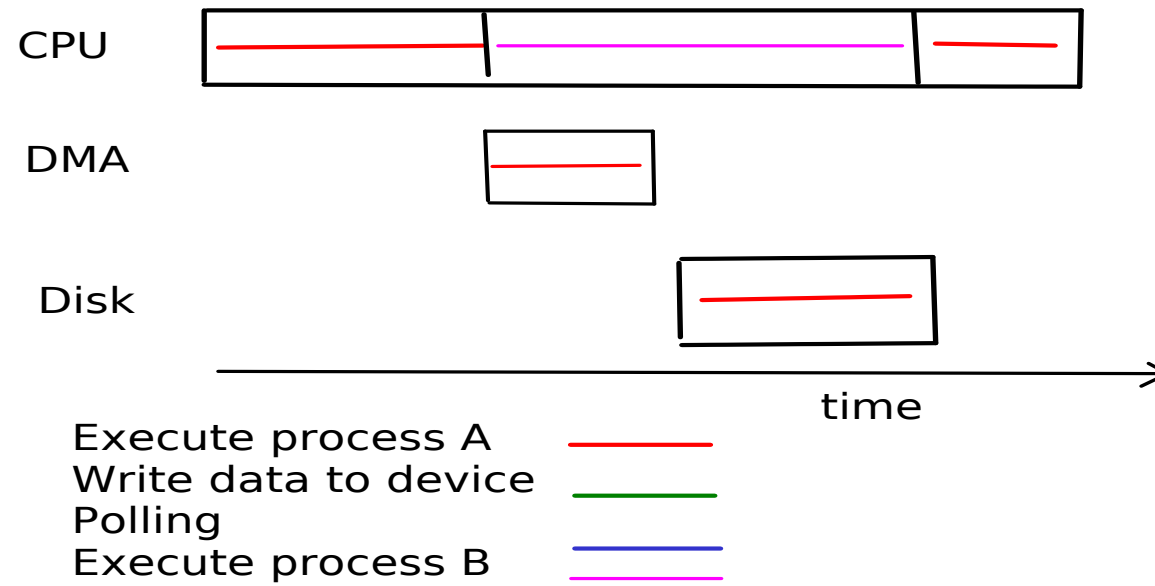 CPU
DMA
Disk
time
Execute process A
Write data to device
Polling
Execute process B